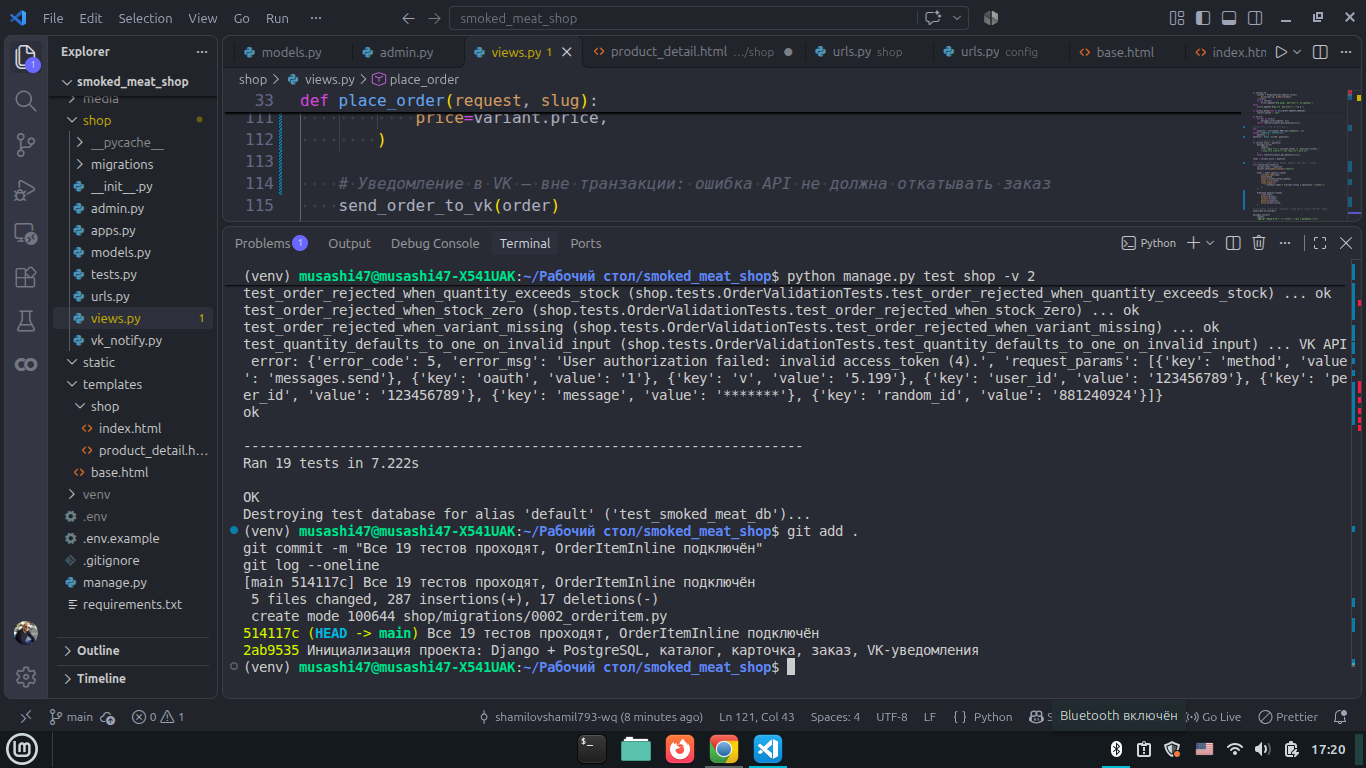 File Edit Selection View Go Run ···
smoked_meat_shop
Explorer ···
smoked_meat_shop
media
shop
__pycache__
migrations
__init__.py
admin.py
apps.py
models.py
tests.py
urls.py
views.py 1
vk_notify.py
static
templates
shop
index.html
product_detail.h...
base.html
venv
.env
.env.example
.gitignore
manage.py
requirements.txt
Outline
Timeline
models.py admin.py views.py 1 product_detail.html .../shop urls.py shop urls.py config base.html index.htn
shop > views.py > place_order
33 def place_order(request, slug):
111 price=variant.price,
112 )
113
114 # Уведомление в VK — вне транзакции: ошибка API не должна откатывать заказ
115 send_order_to_vk(order)
Problems 1 Output Debug Console Terminal Ports Python
(venv) musashi47@musashi47-X541UAK:~/Рабочий стол/smoked_meat_shop$ python manage.py test shop -v 2
test_order_rejected_when_quantity_exceeds_stock (shop.tests.OrderValidationTests.test_order_rejected_when_quantity_exceeds_stock) ... ok
test_order_rejected_when_stock_zero (shop.tests.OrderValidationTests.test_order_rejected_when_stock_zero) ... ok
test_order_rejected_when_variant_missing (shop.tests.OrderValidationTests.test_order_rejected_when_variant_missing) ... ok
test_quantity_defaults_to_one_on_invalid_input (shop.tests.OrderValidationTests.test_quantity_defaults_to_one_on_invalid_input) ... VK API
error: {'error_code': 5, 'error_msg': 'User authorization failed: invalid access_token (4).', 'request_params': [{'key': 'method', 'value
': 'messages.send'}, {'key': 'oauth', 'value': '1'}, {'key': 'v', 'value': '5.199'}, {'key': 'user_id', 'value': '123456789'}, {'key': 'pe
er_id', 'value': '123456789'}, {'key': 'message', 'value': '*******'}, {'key': 'random_id', 'value': '881240924'}]}
ok
----------------------------------------------------------------------
Ran 19 tests in 7.222s
OK
Destroying test database for alias 'default' ('test_smoked_meat_db')...
(venv) musashi47@musashi47-X541UAK:~/Рабочий стол/smoked_meat_shop$ git add .
git commit -m "Все 19 тестов проходят, OrderItemInline подключён"
git log --oneline
[main 514117c] Все 19 тестов проходят, OrderItemInline подключён
5 files changed, 287 insertions(+), 17 deletions(-)
create mode 100644 shop/migrations/0002_orderitem.py
514117c (HEAD -> main) Все 19 тестов проходят, OrderItemInline подключён
2ab9535 Инициализация проекта: Django + PostgreSQL, каталог, карточка, заказ, VK-уведомления
(venv) musashi47@musashi47-X541UAK:~/Рабочий стол/smoked_meat_shop$
main 0 1 shamilovshamil793-wq (8 minutes ago) Ln 121, Col 43 Spaces: 4 UTF-8 LF { } Python Bluetooth включён Go Live Prettier
17:20